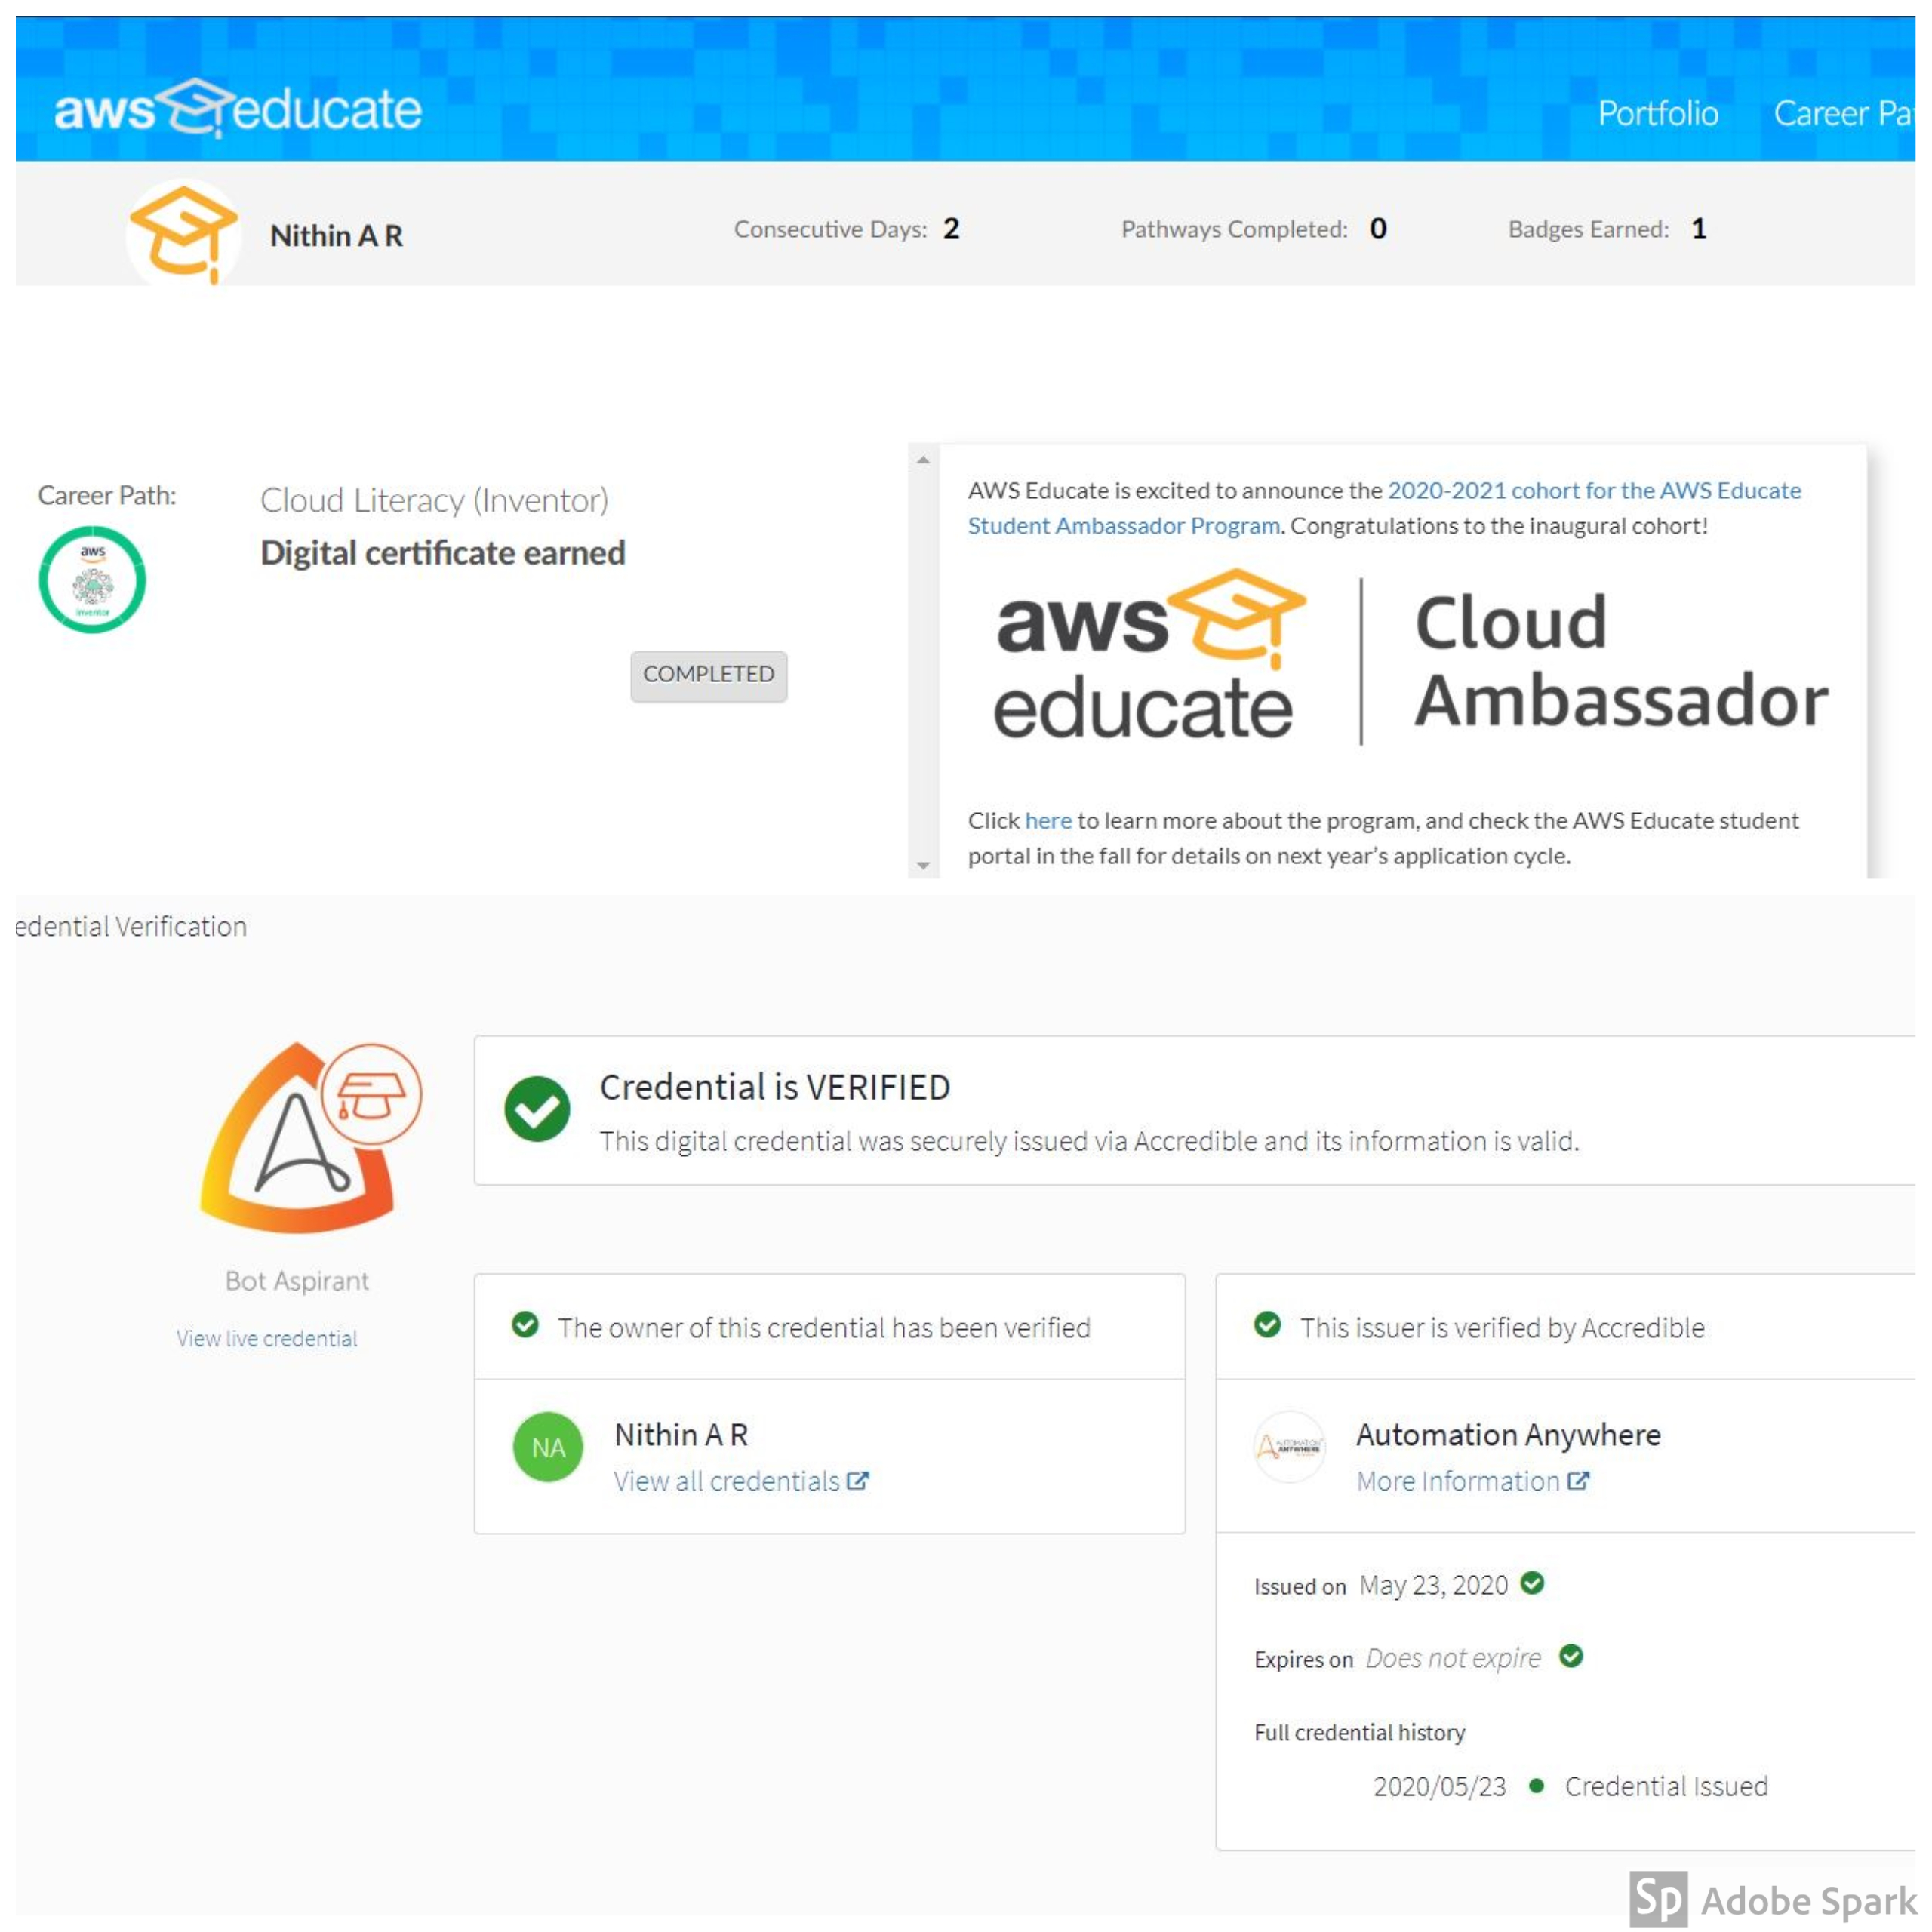 aws educate
Portfolio Career Pa
Nithin A R Consecutive Days: 2 Pathways Completed: 0 Badges Earned: 1
Career Path:
aws
inventor
Cloud Literacy (Inventor)
Digital certificate earned
COMPLETED
AWS Educate is excited to announce the 2020-2021 cohort for the AWS Educate
Student Ambassador Program. Congratulations to the inaugural cohort!
aws
educate
Cloud
Ambassador
Click here to learn more about the program, and check the AWS Educate student
portal in the fall for details on next year's application cycle.
edential Verification
Bot Aspirant
View live credential
Credential is VERIFIED
This digital credential was securely issued via Accredible and its information is valid.
The owner of this credential has been verified
NA
Nithin A R
View all credentials
This issuer is verified by Accredible
AUTOMATION
ANYWHERE
Automation Anywhere
More Information
Issued on May 23, 2020
Expires on Does not expire
Full credential history
2020/05/23 Credential Issued
Sp Adobe Spark